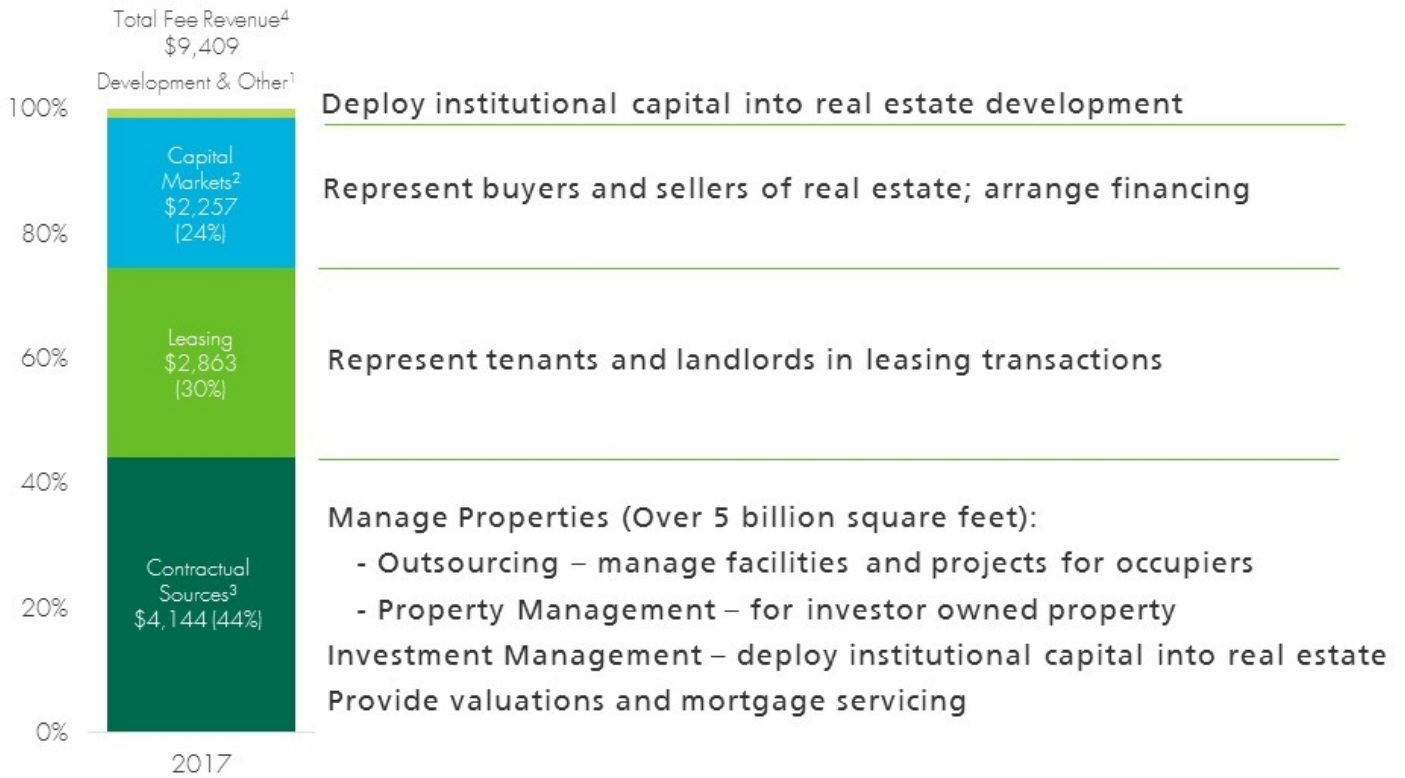 Total Fee Revenue⁴
$9,409
Development & Other¹
100%
Deploy institutional capital into real estate development
Capital
Markets²
$2,257
(24%)
Represent buyers and sellers of real estate; arrange financing
80%
Leasing
$2,863
(30%)
60%
Represent tenants and landlords in leasing transactions
40%
Manage Properties (Over 5 billion square feet):
- Outsourcing – manage facilities and projects for occupiers
Contractual
Sources³
$4,144 (44%)
20%
- Property Management – for investor owned property
Investment Management – deploy institutional capital into real estate
Provide valuations and mortgage servicing
0%
2017